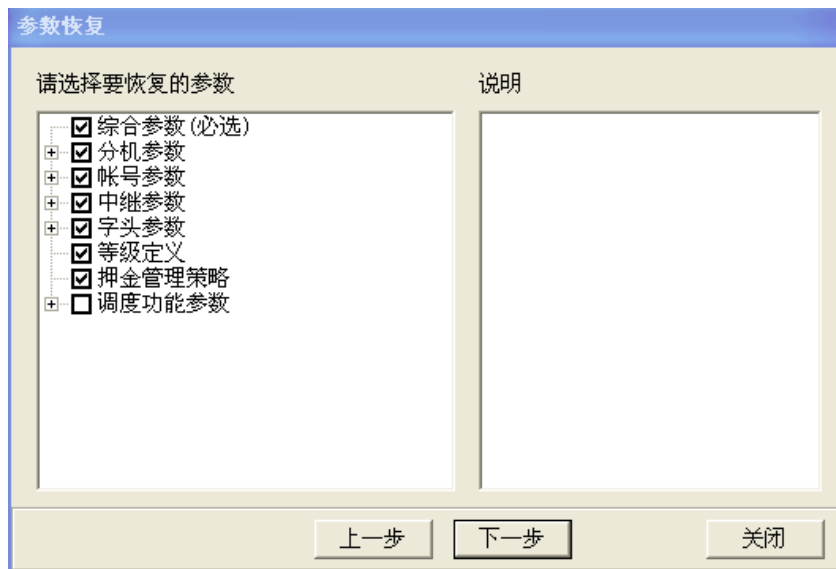 参数恢复
请选择要恢复的参数
说明
综合参数(必选)
分机参数
帐号参数
中继参数
字头参数
等级定义
押金管理策略
调度功能参数
上一步
下一步
关闭